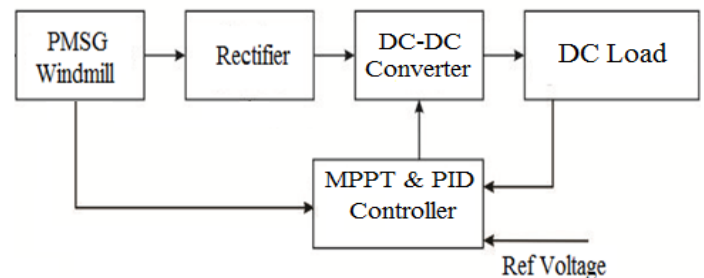 PMSG
Windmill
Rectifier
DC-DC
Converter
DC Load
MPPT & PID
Controller
Ref Voltage